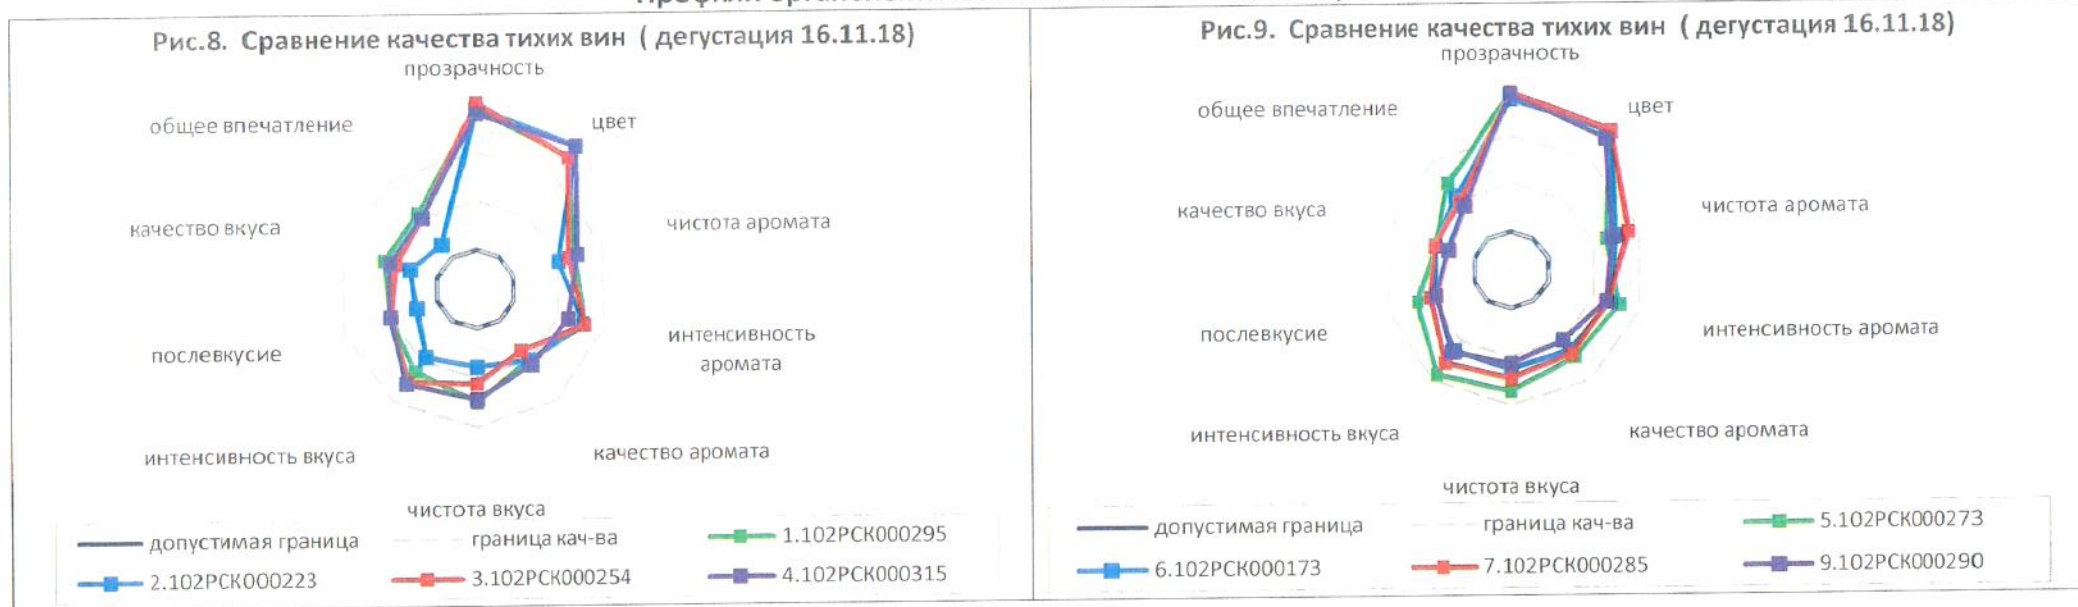 Рис.8. Сравнение качества тихих вин ( дегустация 16.11.18)
прозрачность
общее впечатление
цвет
качество вкуса
чистота аромата
послевкусие
интенсивность
аромата
интенсивность вкуса
качество аромата
чистота вкуса
допустимая граница
граница кач-ва
1.102РСК000295
2.102РСК000223
3.102РСК000254
4.102РСК000315
Рис.9. Сравнение качества тихих вин ( дегустация 16.11.18)
прозрачность
общее впечатление
цвет
качество вкуса
чистота аромата
послевкусие
интенсивность аромата
интенсивность вкуса
качество аромата
чистота вкуса
допустимая граница
граница кач-ва
5.102РСК000273
6.102РСК000173
7.102РСК000285
9.102РСК000290